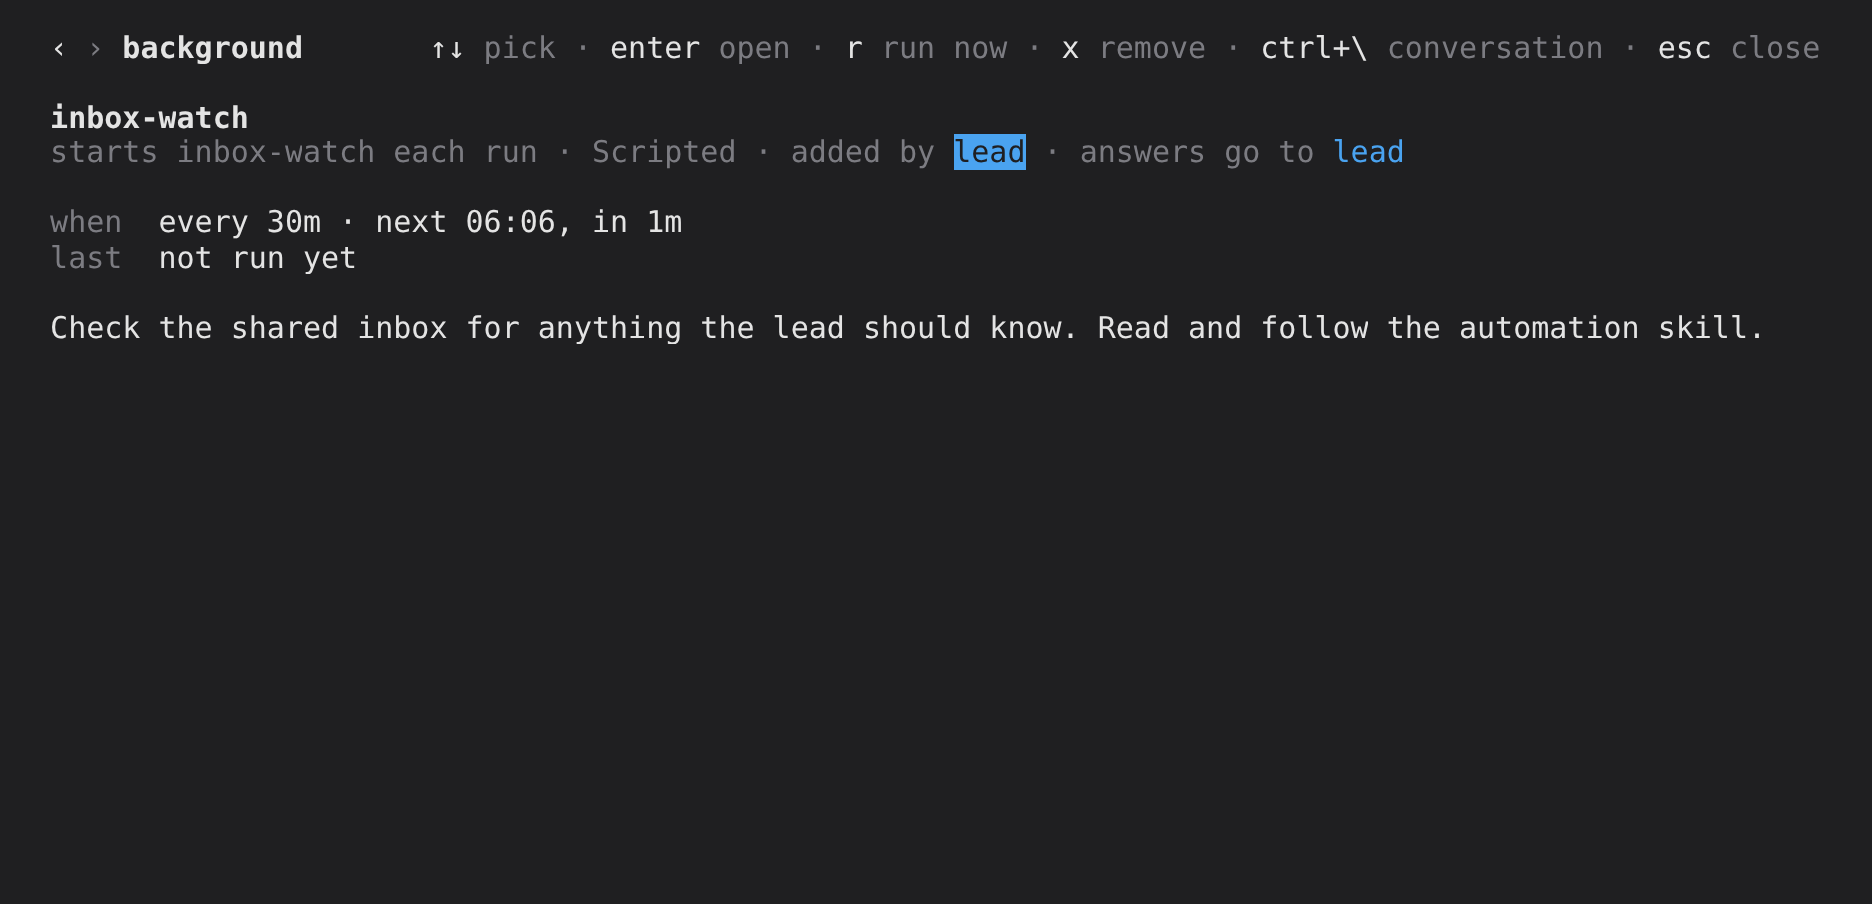 ‹ › background ↑↓ pick · enter open · r run now · x remove · ctrl+\ conversation · esc close
inbox-watch
starts inbox-watch each run · Scripted · added by lead · answers go to lead
when every 30m · next 06:06, in 1m
last not run yet
Check the shared inbox for anything the lead should know. Read and follow the automation skill.